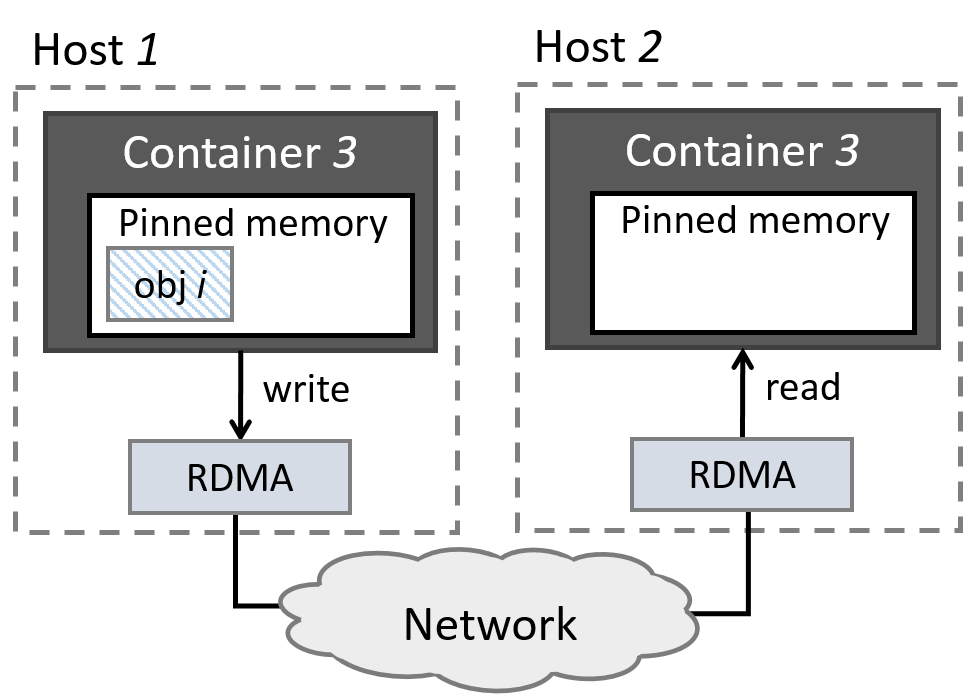 Host 1
Container 3
Pinned memory
obj i
write
RDMA
Host 2
Container 3
Pinned memory
read
RDMA
Network